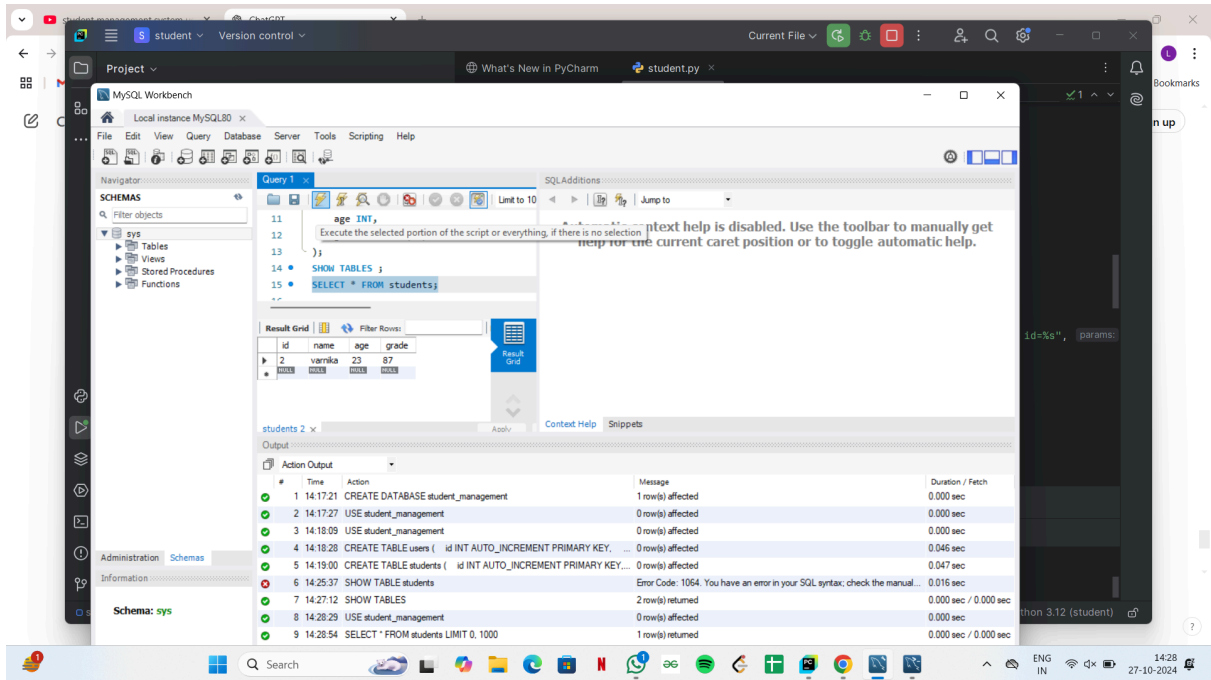 student management system
ChatGPT
S student
Version control
Current File
Project
What's New in PyCharm
student.py
1
L
Bookmarks
n up
MySQL Workbench
Local instance MySQL80
File Edit View Query Database Server Tools Scripting Help
Navigator
SCHEMAS
Filter objects
sys
Tables
Views
Stored Procedures
Functions
Administration Schemas
Information
Schema: sys
Query 1
Limit to 10
11 age INT,
12
Execute the selected portion of the script or everything, if there is no selection
13 );
14 SHOW TABLES ;
15 SELECT * FROM students;
16
SQLAdditions
Jump to
Automatic context help is disabled. Use the toolbar to manually get
help for the current caret position or to toggle automatic help.
Result Grid Filter Rows:
id name age grade
2 varnika 23 87
NULL NULL NULL NULL
Result
Grid
students 2
Apply
Context Help Snippets
id=%s", params:
Output
Action Output
# Time Action Message Duration / Fetch
1 14:17:21 CREATE DATABASE student_management 1 row(s) affected 0.000 sec
2 14:17:27 USE student_management 0 row(s) affected 0.000 sec
3 14:18:09 USE student_management 0 row(s) affected 0.000 sec
4 14:18:28 CREATE TABLE users ( id INT AUTO_INCREMENT PRIMARY KEY, ... 0 row(s) affected 0.046 sec
5 14:19:00 CREATE TABLE students ( id INT AUTO_INCREMENT PRIMARY KEY,... 0 row(s) affected 0.047 sec
6 14:25:37 SHOW TABLE students Error Code: 1064. You have an error in your SQL syntax; check the manual... 0.016 sec
7 14:27:12 SHOW TABLES 2 row(s) returned 0.000 sec / 0.000 sec
8 14:28:29 USE student_management 0 row(s) affected 0.000 sec
9 14:28:54 SELECT * FROM students LIMIT 0, 1000 1 row(s) returned 0.000 sec / 0.000 sec
thon 3.12 (student)
Search
ENG
IN
14:28
27-10-2024